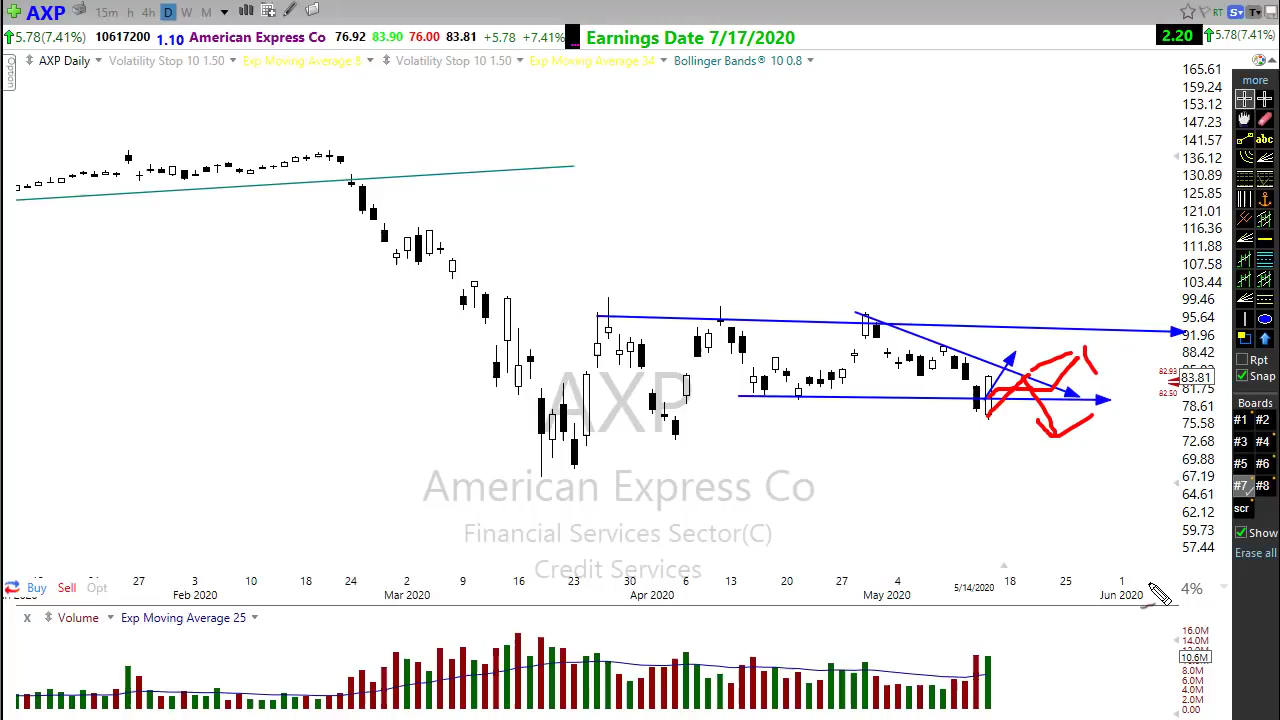 AXP 15m h 4h D W M RT S T
5.78(7.41%) 10617200 1.10 American Express Co 76.92 83.90 76.00 83.81 +5.78 +7.41% Earnings Date 7/17/2020 2.20 5.78(7.41%)
Option AXP Daily Volatility Stop 10 1.50 Exp Moving Average 8 Volatility Stop 10 1.50 Exp Moving Average 34 Bollinger Bands® 10 0.8
165.61
159.24
153.12
147.23
141.57
136.12
130.89
125.85
121.01
116.36
111.88
107.58
103.44
99.46
95.64
91.96
88.42
82.93
83.81
82.50
81.75
78.61
75.58
72.68
69.88
67.19
64.61
62.12
59.73
57.44
more
abc
Rpt
Snap
Boards
#1 #2
#3 #4
#5 #6
#7 #8
scr
Show
Erase all
AXP
American Express Co
Financial Services Sector(C)
Credit Services
27 3 10 18 24 2 16 23 30 6 13 20 27 4 5/14/2020 18 25 1
Buy Sell Opt 4%
Feb 2020 Mar 2020 Apr 2020 May 2020 Jun 2020
x Volume Exp Moving Average 25
16.0M
14.0M
10.6M
8.0M
6.0M
4.0M
2.00M
0.00